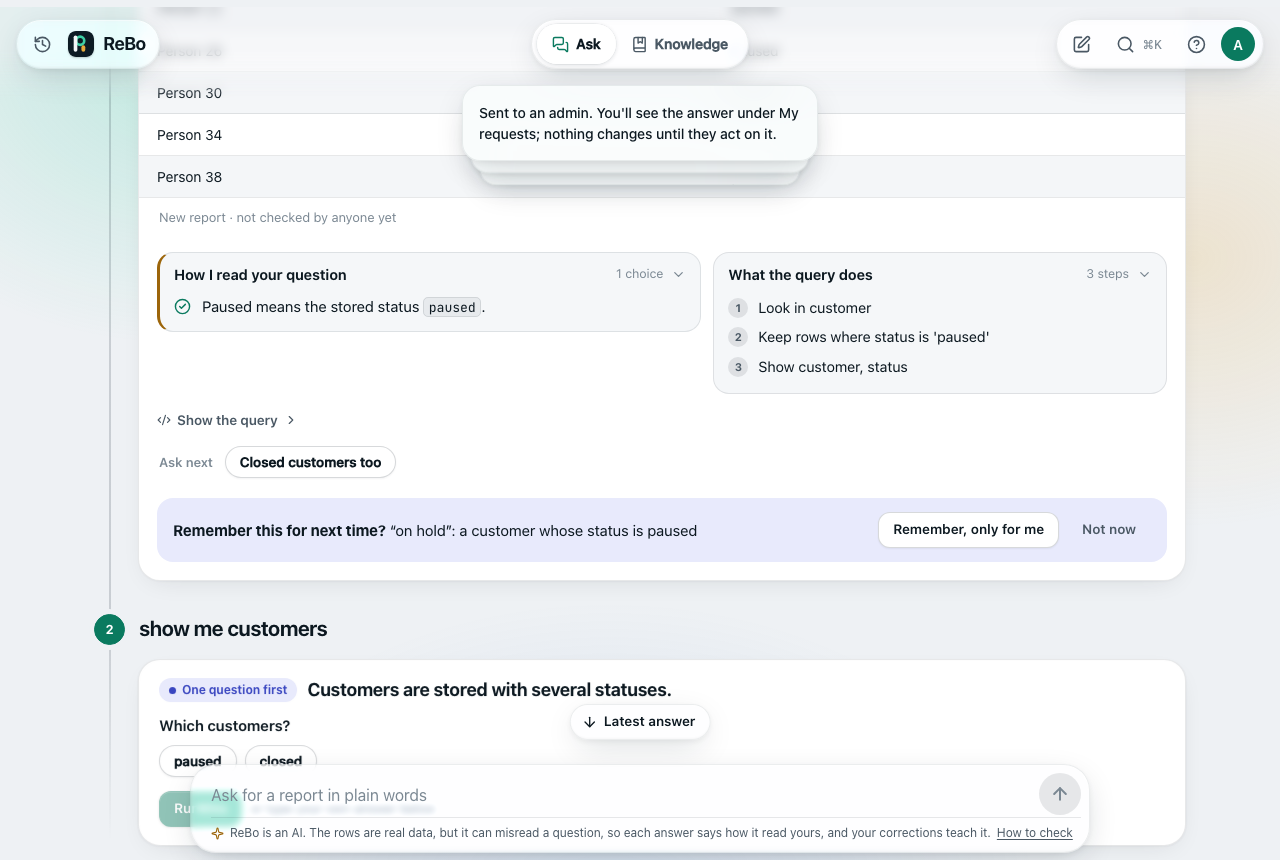 ReBo
Ask
Knowledge
⌘K
A
Person 30
Person 34
Person 38
Sent to an admin. You'll see the answer under My
requests; nothing changes until they act on it.
New report · not checked by anyone yet
How I read your question
1 choice
Paused means the stored status paused.
What the query does
3 steps
1 Look in customer
2 Keep rows where status is 'paused'
3 Show customer, status
</> Show the query
Ask next
Closed customers too
Remember this for next time? “on hold”: a customer whose status is paused
Remember, only for me
Not now
2
show me customers
One question first
Customers are stored with several statuses.
Which customers?
Latest answer
paused
closed
Ask for a report in plain words
ReBo is an AI. The rows are real data, but it can misread a question, so each answer says how it read yours, and your corrections teach it. How to check